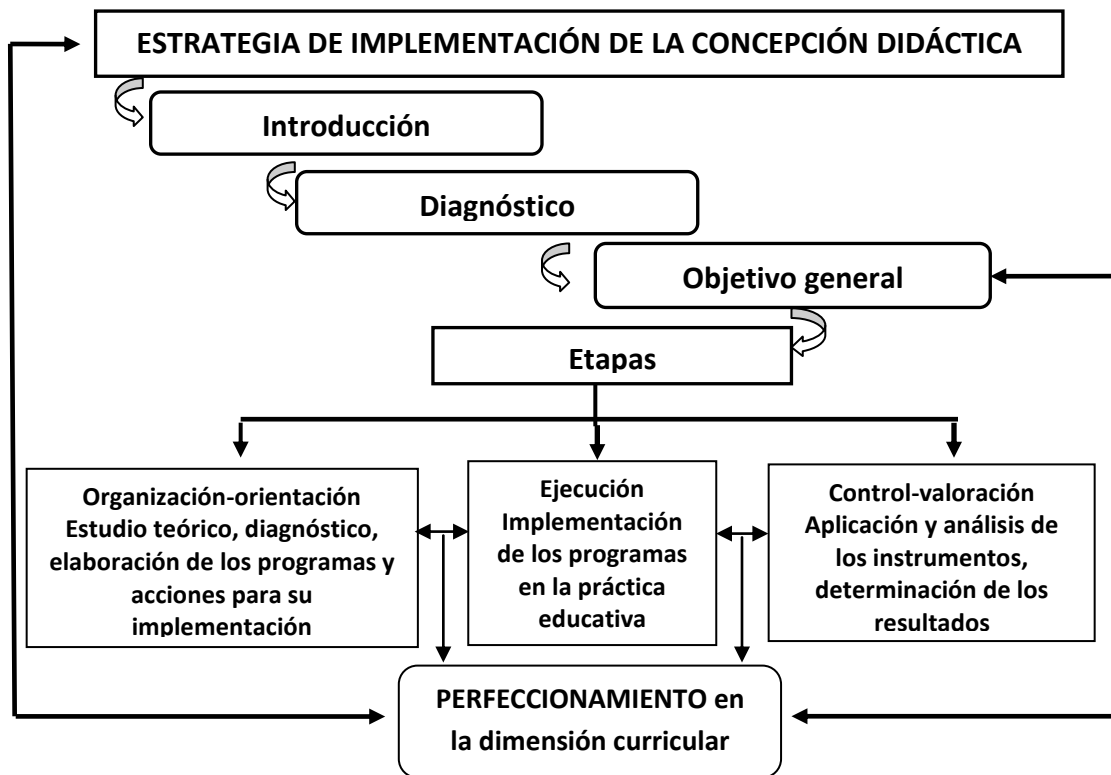 ESTRATEGIA DE IMPLEMENTACIÓN DE LA CONCEPCIÓN DIDÁCTICA
Introducción
Diagnóstico
Objetivo general
Etapas
Organización-orientación
Estudio teórico, diagnóstico,
elaboración de los programas y
acciones para su
implementación
Ejecución
Implementación
de los programas
en la práctica
educativa
Control-valoración
Aplicación y análisis de
los instrumentos,
determinación de los
resultados
PERFECCIONAMIENTO en
la dimensión curricular